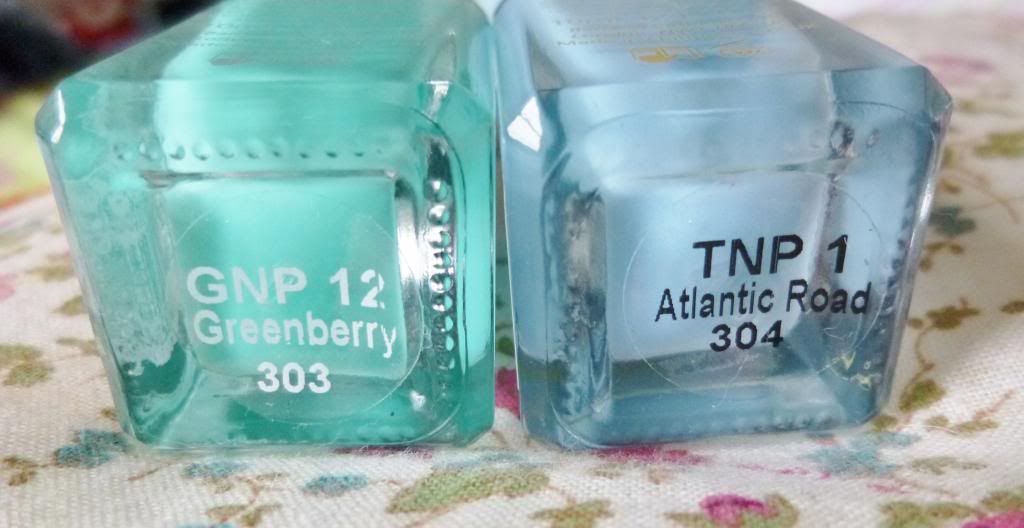 GNP 12
Greenberry
303
TNP 1
Atlantic Road
304